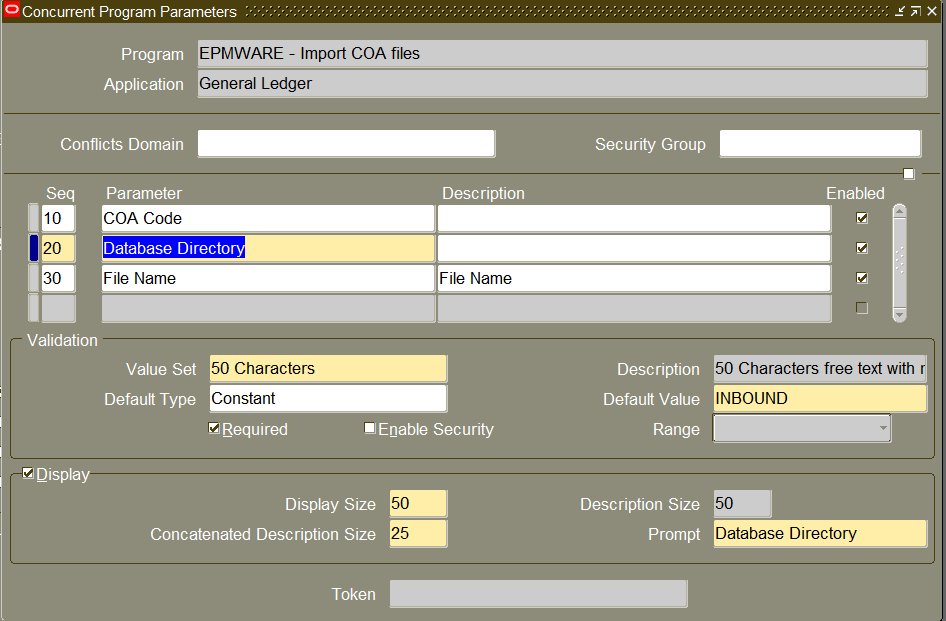 Concurrent Program Parameters
Program EPMWARE - Import COA files
Application General Ledger
Conflicts Domain Security Group
Seq Parameter Description Enabled
10 COA Code
20 Database Directory
30 File Name File Name
Validation
Value Set 50 Characters Description 50 Characters free text with r
Default Type Constant Default Value INBOUND
Required Enable Security Range
Display
Display Size 50 Description Size 50
Concatenated Description Size 25 Prompt Database Directory
Token